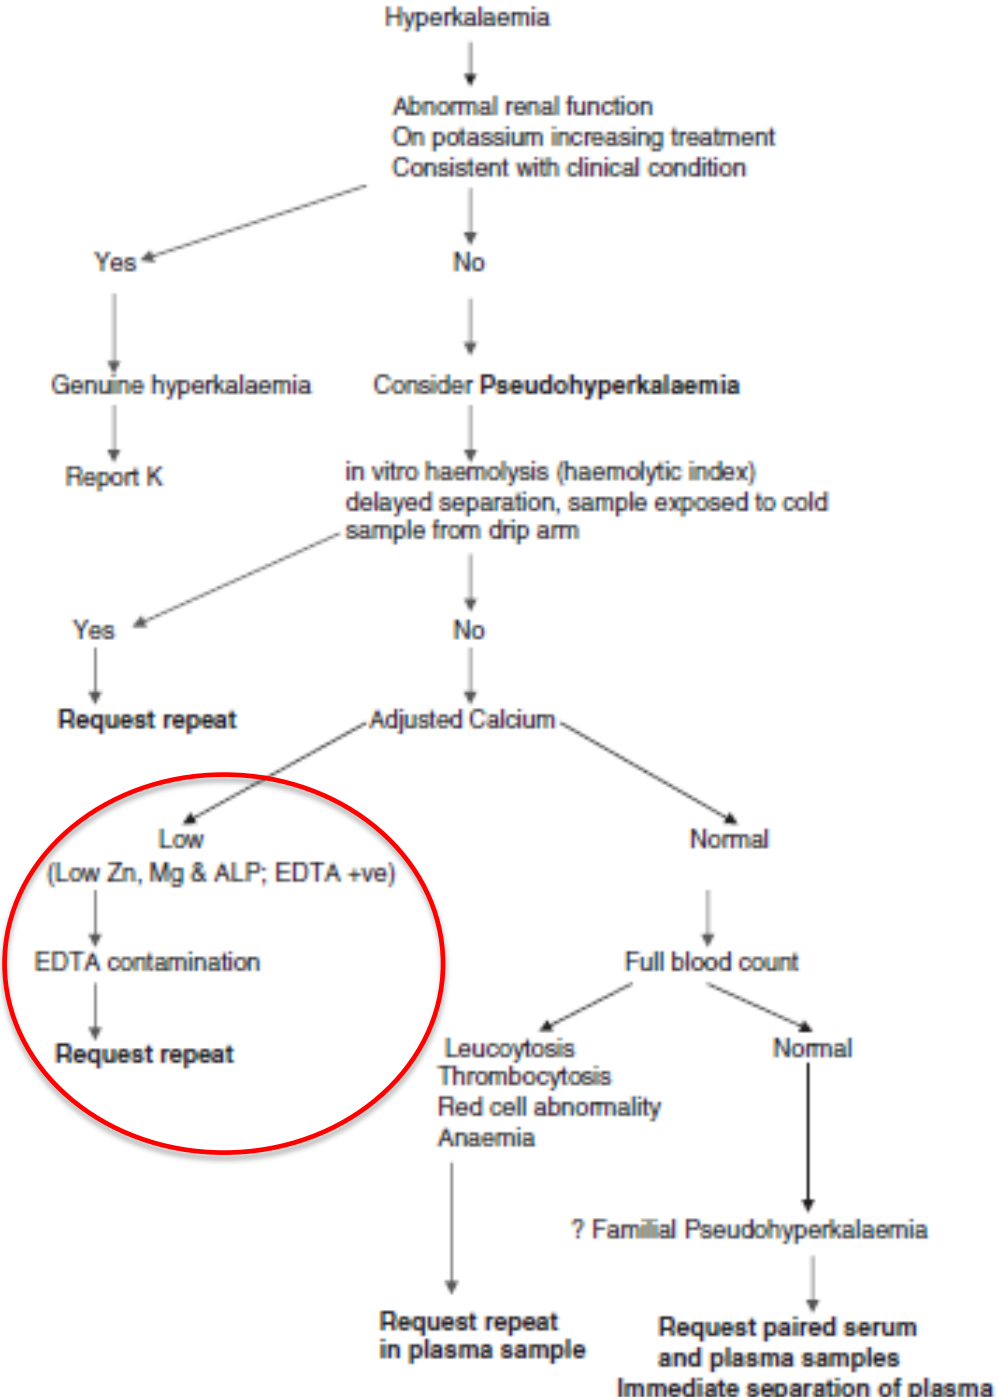 Hyperkalaemia
Abnormal renal function
On potassium increasing treatment
Consistent with clinical condition
Yes
No
Genuine hyperkalaemia
Consider Pseudohyperkalaemia
Report K
in vitro haemolysis (haemolytic index)
delayed separation, sample exposed to cold
sample from drip arm
Yes
No
Request repeat
Adjusted Calcium
Low
(Low Zn, Mg & ALP; EDTA +ve)
Normal
EDTA contamination
Full blood count
Request repeat
Leucoytosis
Thrombocytosis
Red cell abnormality
Anaemia
Normal
? Familial Pseudohyperkalaemia
Request repeat
in plasma sample
Request paired serum
and plasma samples
Immediate separation of plasma